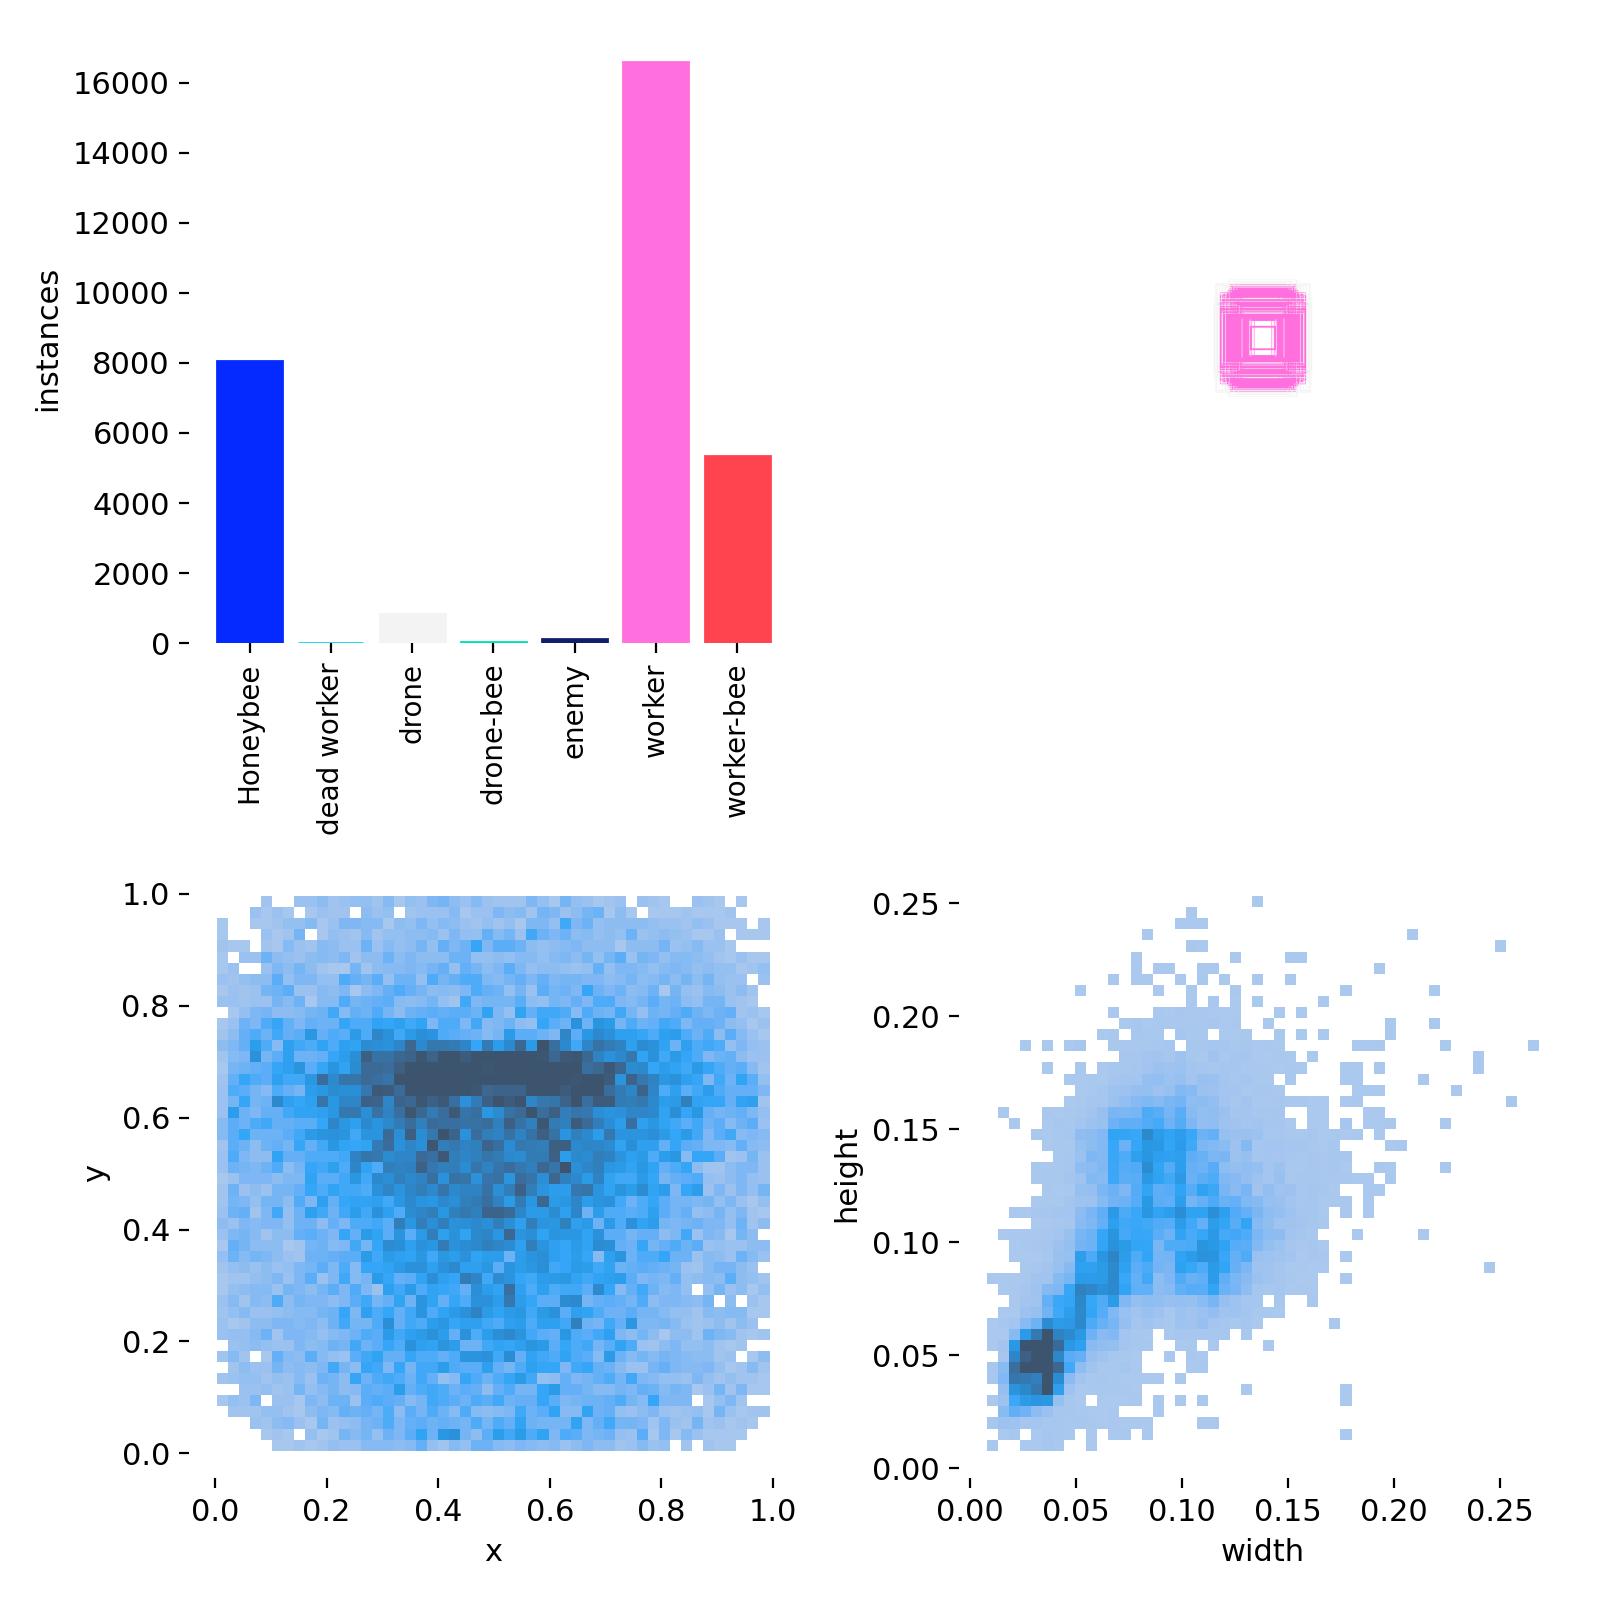 16000
14000
12000
10000
8000
6000
4000
2000
0
instances
Honeybee
dead worker
drone
drone-bee
enemy
worker
worker-bee
1.0
0.8
0.6
0.4
0.2
0.0
y
0.0 0.2 0.4 0.6 0.8 1.0
x
0.25
0.20
0.15
0.10
0.05
0.00
height
0.00 0.05 0.10 0.15 0.20 0.25
width